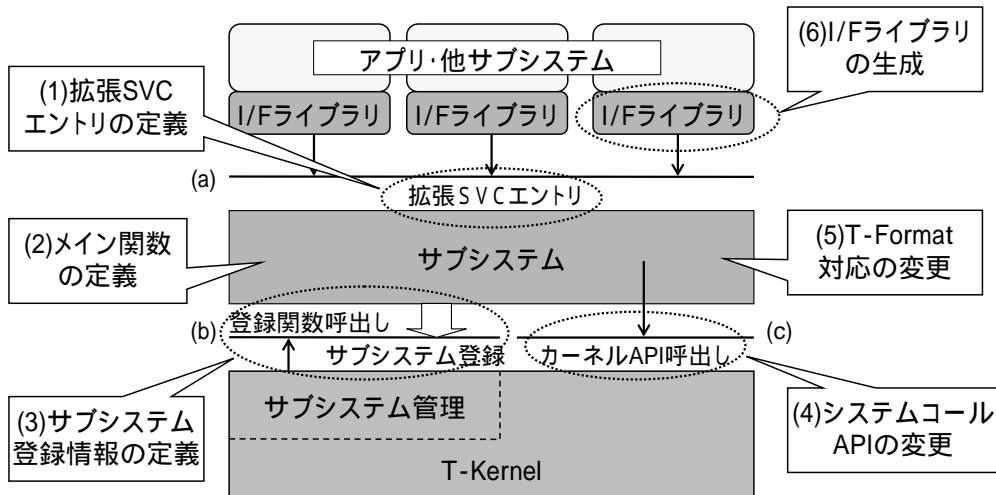 (1)拡張SVC
エントリの定義
アプリ・他サブシステム
(6)I/Fライブラリ
の生成
I/Fライブラリ
I/Fライブラリ
I/Fライブラリ
(a)
拡張SVCエントリ
(2)メイン関数
の定義
サブシステム
(5)T-Format
対応の変更
(b)
登録関数呼出し
サブシステム登録
カーネルAPI呼出し
(c)
(3)サブシステム
登録情報の定義
サブシステム管理
(4)システムコール
APIの変更
T-Kernel